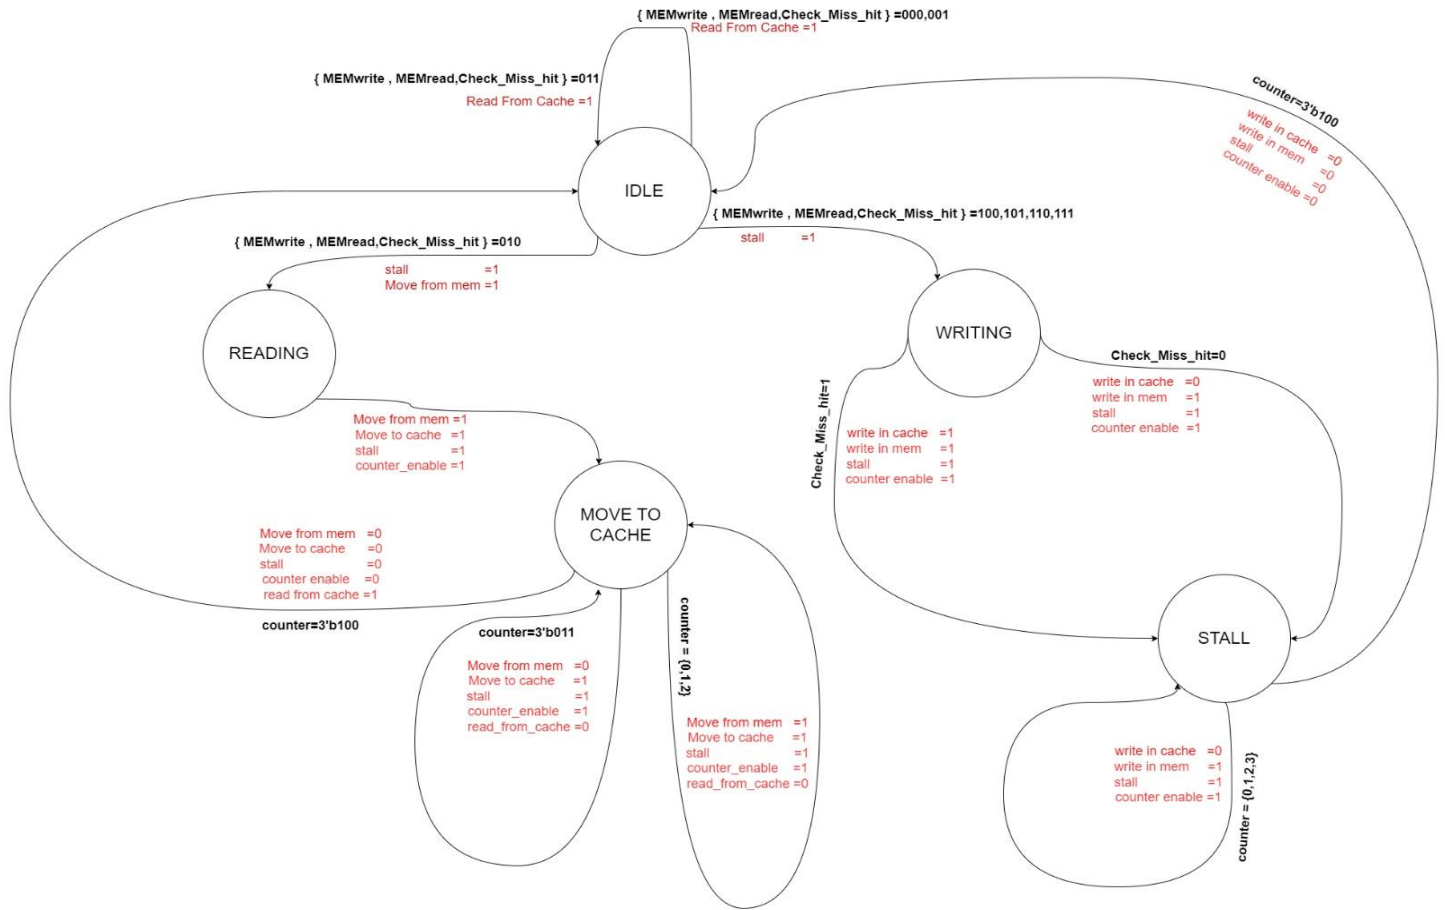 { MEMwrite , MEMread,Check_Miss_hit } =000,001
Read From Cache =1
{ MEMwrite , MEMread,Check_Miss_hit } =011
Read From Cache =1
counter=3'b100
write in cache =0
write in mem =0
stall =0
counter enable =0
IDLE
{ MEMwrite , MEMread,Check_Miss_hit } =100,101,110,111
stall =1
{ MEMwrite , MEMread,Check_Miss_hit } =010
stall =1
Move from mem =1
READING
WRITING
Check_Miss_hit=0
write in cache =0
write in mem =1
stall =1
counter enable =1
Check_Miss_hit=1
write in cache =1
write in mem =1
stall =1
counter enable =1
Move from mem =1
Move to cache =1
stall =1
counter_enable =1
MOVE TO
CACHE
Move from mem =0
Move to cache =0
stall =0
counter enable =0
read from cache =1
counter=3'b100
counter=3'b011
Move from mem =0
Move to cache =1
stall =1
counter_enable =1
read_from_cache =0
counter = {0,1,2}
Move from mem =1
Move to cache =1
stall =1
counter_enable =1
read_from_cache =0
STALL
write in cache =0
write in mem =1
stall =1
counter enable =1
counter = {0,1,2,3}